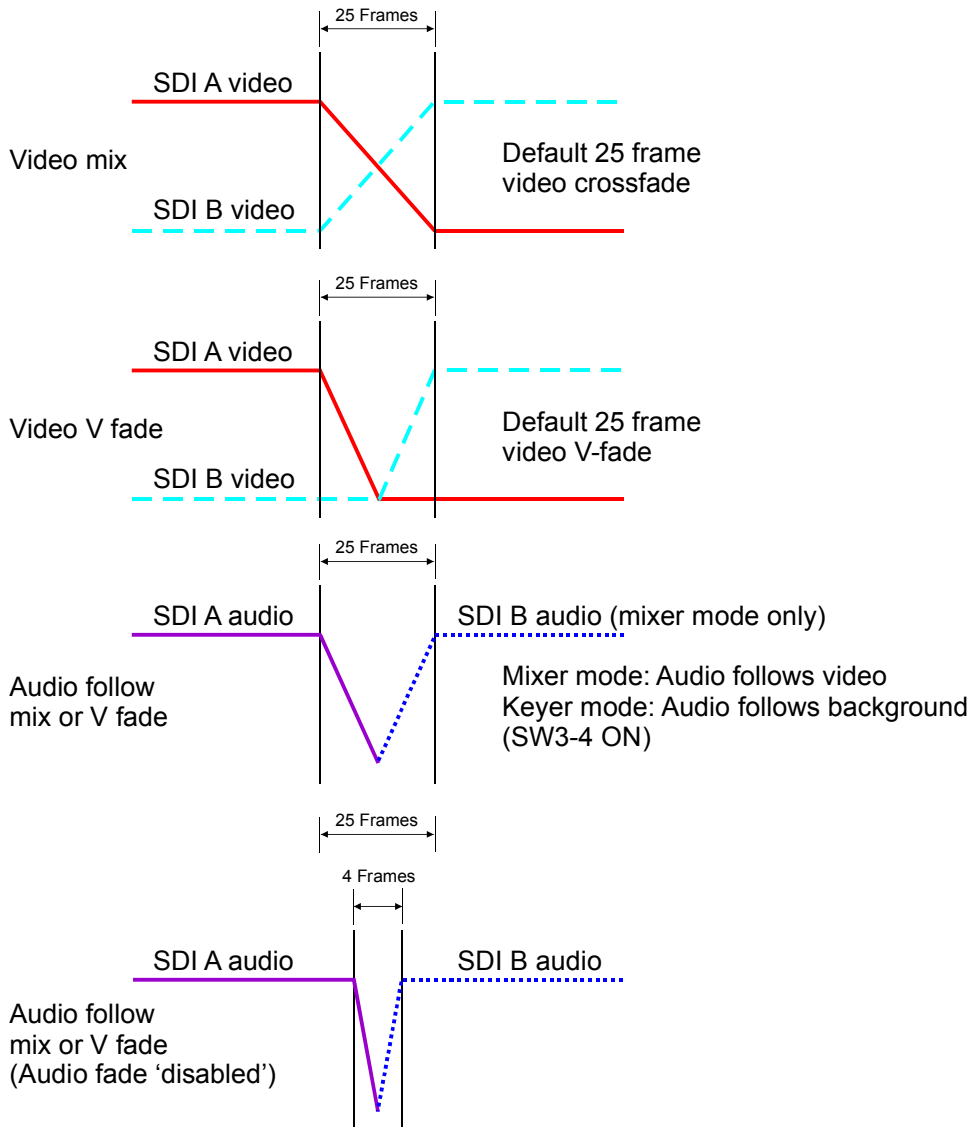 25 Frames
SDI A video
Video mix
Default 25 frame
video crossfade
SDI B video
25 Frames
SDI A video
Video V fade
Default 25 frame
video V-fade
SDI B video
25 Frames
SDI A audio
SDI B audio (mixer mode only)
Audio follow
mix or V fade
Mixer mode: Audio follows video
Keyer mode: Audio follows background
(SW3-4 ON)
25 Frames
4 Frames
SDI A audio
SDI B audio
Audio follow
mix or V fade
(Audio fade ‘disabled’)